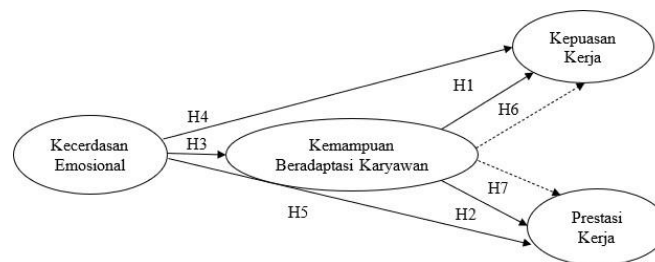 Kepuasan
Kerja
H1
H4
H6
H3
Kecerdasan
Emosional
Kemampuan
Beradaptasi Karyawan
H7
H5
H2
Prestasi
Kerja